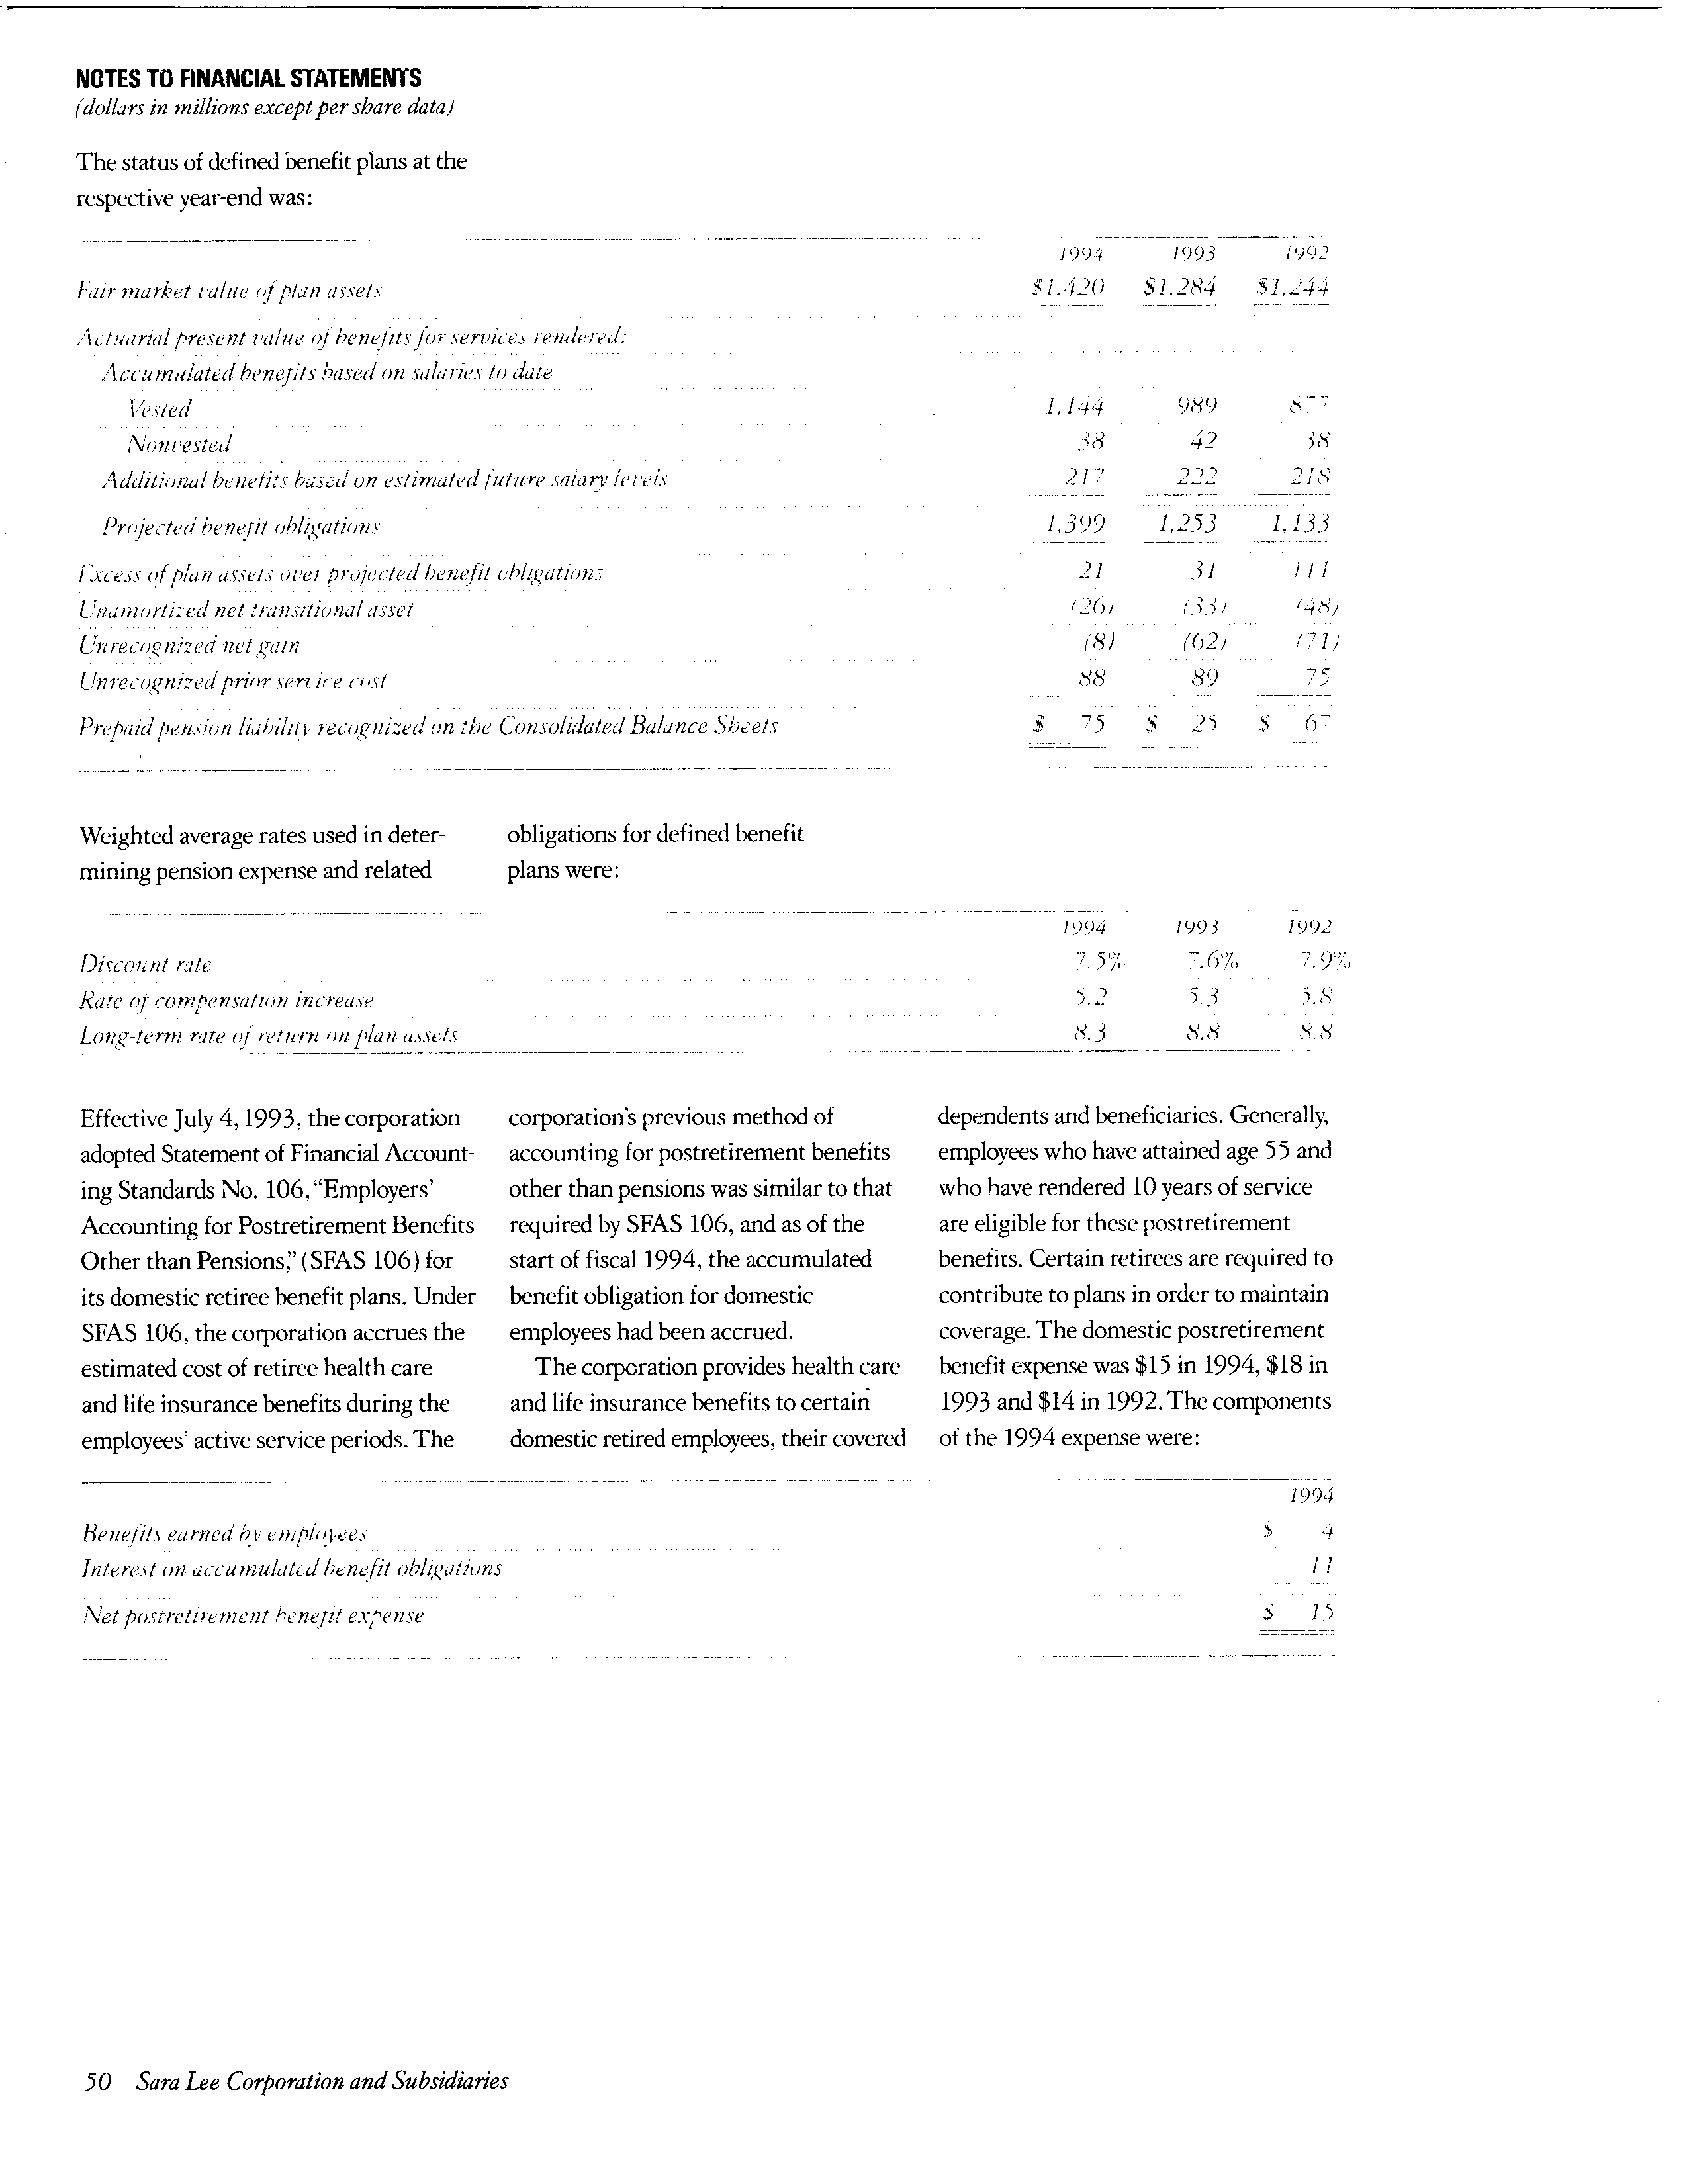 NOTES TO FINANCIAL STATEMENTS
(dollars in millions except per share data)
The status of defined benefit plans at the
respective year-end was:
1994 1993 1992
Fair market value of plan assets $1,420 $1,284 $1,244
Actuarial present value of benefits for services rendered:
Accumulated benefits based on salaries to date
Vested 1,144 989 877
Nonvested 38 42 38
Additional benefits based on estimated future salary levels 217 222 218
Projected benefit obligations 1,399 1,253 1,133
Excess of plan assets over projected benefit obligations 21 31 111
Unamortized net transitional asset (26) (33) (48)
Unrecognized net gain (8) (62) (71)
Unrecognized prior service cost 88 89 75
Prepaid pension liability recognized on the Consolidated Balance Sheets $ 75 $ 25 $ 67
Weighted average rates used in deter-
mining pension expense and related
obligations for defined benefit
plans were:
1994 1993 1992
Discount rate 7.5% 7.6% 7.9%
Rate of compensation increase 5.2 5.3 5.8
Long-term rate of return on plan assets 8.3 8.8 8.8
Effective July 4, 1993, the corporation
adopted Statement of Financial Account-
ing Standards No. 106, “Employers’
Accounting for Postretirement Benefits
Other than Pensions,” (SFAS 106) for
its domestic retiree benefit plans. Under
SFAS 106, the corporation accrues the
estimated cost of retiree health care
and life insurance benefits during the
employees’ active service periods. The
corporation's previous method of
accounting for postretirement benefits
other than pensions was similar to that
required by SFAS 106, and as of the
start of fiscal 1994, the accumulated
benefit obligation for domestic
employees had been accrued.
The corporation provides health care
and life insurance benefits to certain
domestic retired employees, their covered
dependents and beneficiaries. Generally,
employees who have attained age 55 and
who have rendered 10 years of service
are eligible for these postretirement
benefits. Certain retirees are required to
contribute to plans in order to maintain
coverage. The domestic postretirement
benefit expense was $15 in 1994, $18 in
1993 and $14 in 1992. The components
of the 1994 expense were:
1994
Benefits earned by employees $ 4
Interest on accumulated benefit obligations 11
Net postretirement benefit expense $ 15
50 Sara Lee Corporation and Subsidiaries